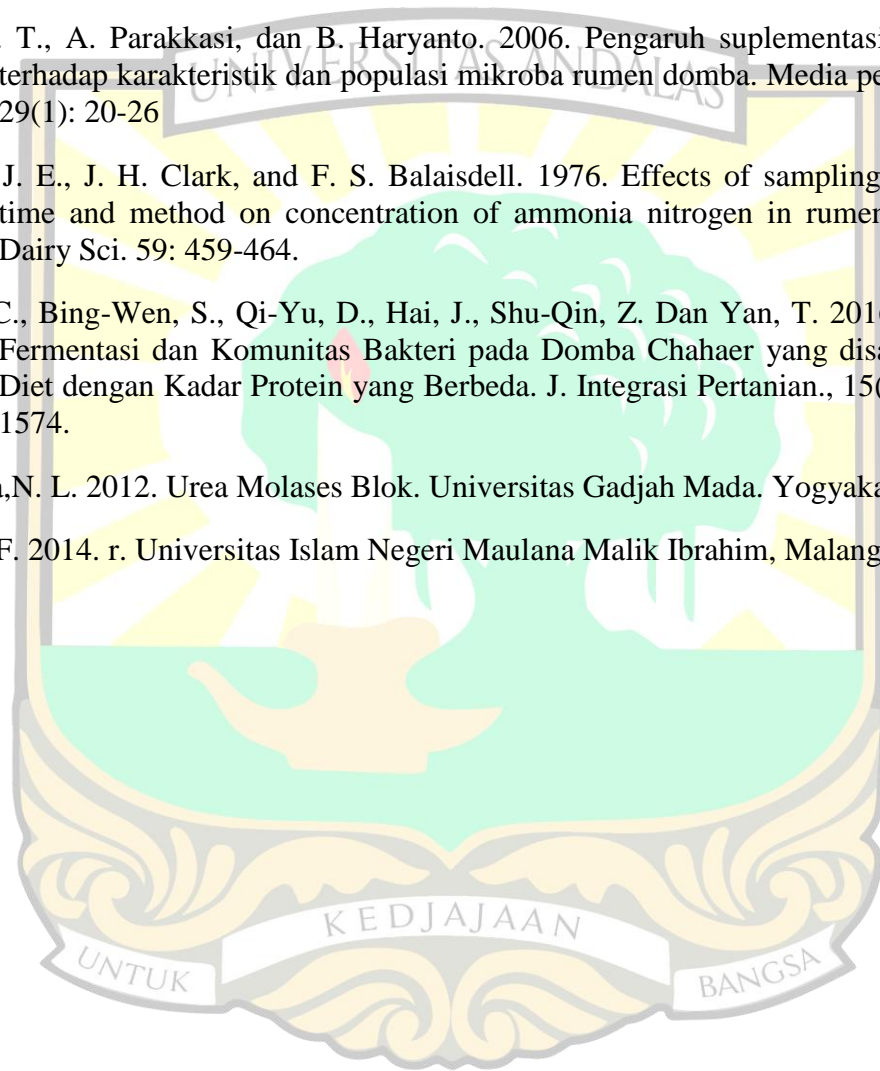 . T., A. Parakkasi, dan B. Haryanto. 2006. Pengaruh suplementasi
terhadap karakteristik dan populasi mikroba rumen domba. Media pe
29(1): 20-26
J. E., J. H. Clark, and F. S. Balaisdell. 1976. Effects of sampling
time and method on concentration of ammonia nitrogen in rumen
Dairy Sci. 59: 459-464.
C., Bing-Wen, S., Qi-Yu, D., Hai, J., Shu-Qin, Z. Dan Yan, T. 2016
Fermentasi dan Komunitas Bakteri pada Domba Chahaer yang disa
Diet dengan Kadar Protein yang Berbeda. J. Integrasi Pertanian., 15(
1574.
,N. L. 2012. Urea Molases Blok. Universitas Gadjah Mada. Yogyaka
F. 2014. r. Universitas Islam Negeri Maulana Malik Ibrahim, Malang
UNIVERSITAS ANDALAS
UNTUK KEDJAJAAN BANGSA